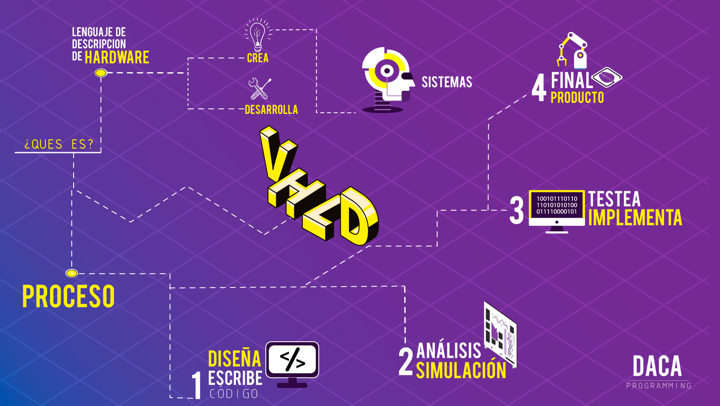 LENGUAJE DE
DESCRIPCION
DE HARDWARE
CREA
DESARROLLA
SISTEMAS
¿QUES ES?
VHLD
4 FINAL
PRODUCTO
100101110110
110101010100
011110000101
3 TESTEA
IMPLEMENTA
PROCESO
1 DISEÑA
ESCRIBE
CODIGO
</>
2 ANÁLISIS
SIMULACIÓN
DACA
PROGRAMMING